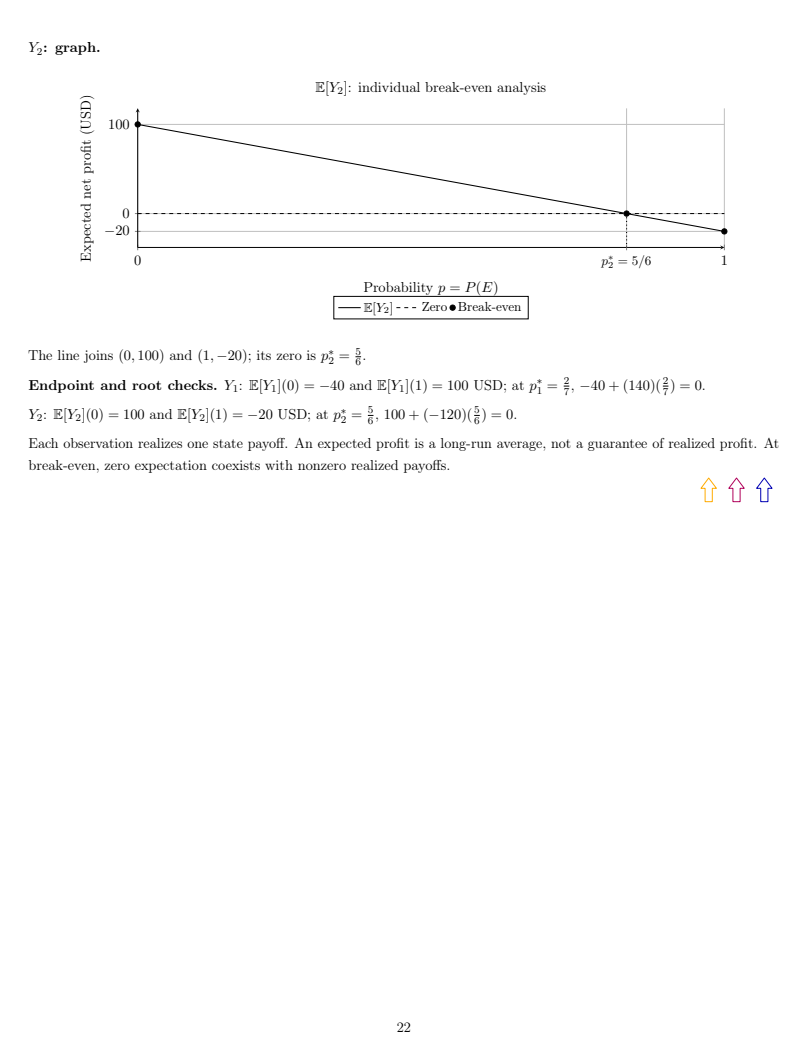 Y₂: graph.
𝔼[Y₂]: individual break-even analysis
Expected net profit (USD)
100
0
−20
0
p₂* = 5/6
1
Probability p = P(E)
𝔼[Y₂] Zero Break-even
The line joins (0, 100) and (1, −20); its zero is p₂* = 5/6.
Endpoint and root checks. Y₁: 𝔼[Y₁](0) = −40 and 𝔼[Y₁](1) = 100 USD; at p₁* = 2/7, −40 + (140)(2/7) = 0.
Y₂: 𝔼[Y₂](0) = 100 and 𝔼[Y₂](1) = −20 USD; at p₂* = 5/6, 100 + (−120)(5/6) = 0.
Each observation realizes one state payoff. An expected profit is a long-run average, not a guarantee of realized profit. At
break-even, zero expectation coexists with nonzero realized payoffs.
22